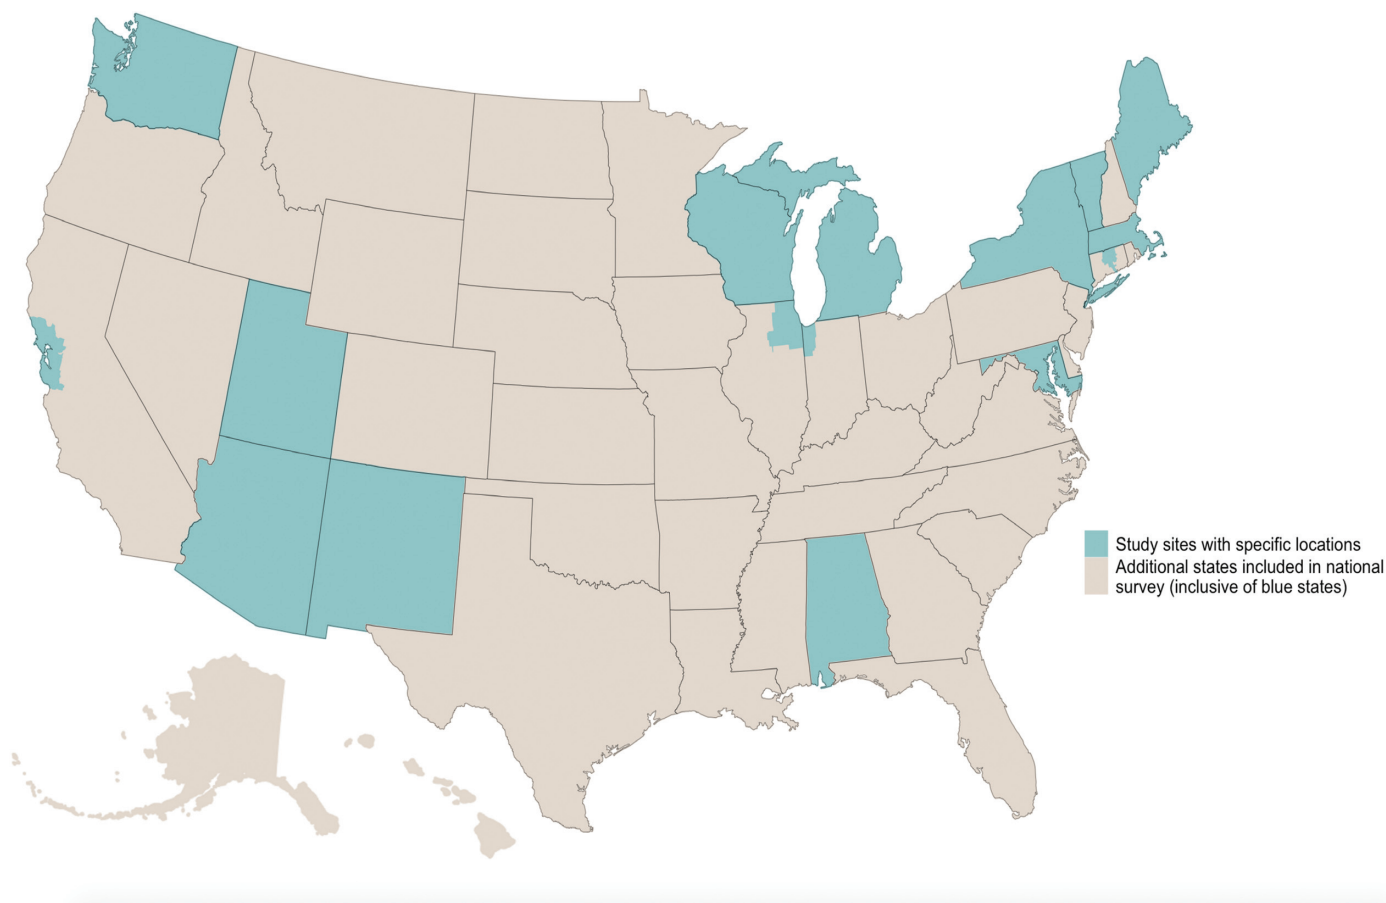 Study sites with specific locations
Additional states included in national
survey (inclusive of blue states)